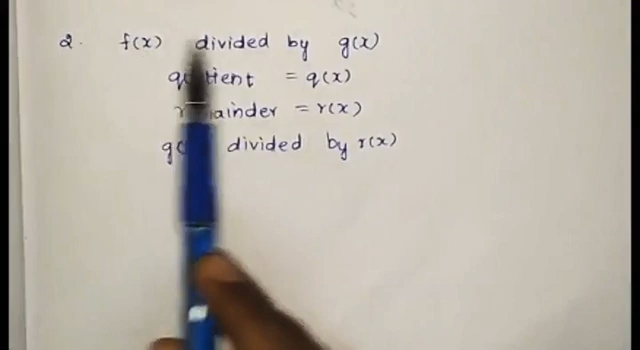 2. f(x) divided by g(x)
= q(x)
= r(x)
divided by r(x)